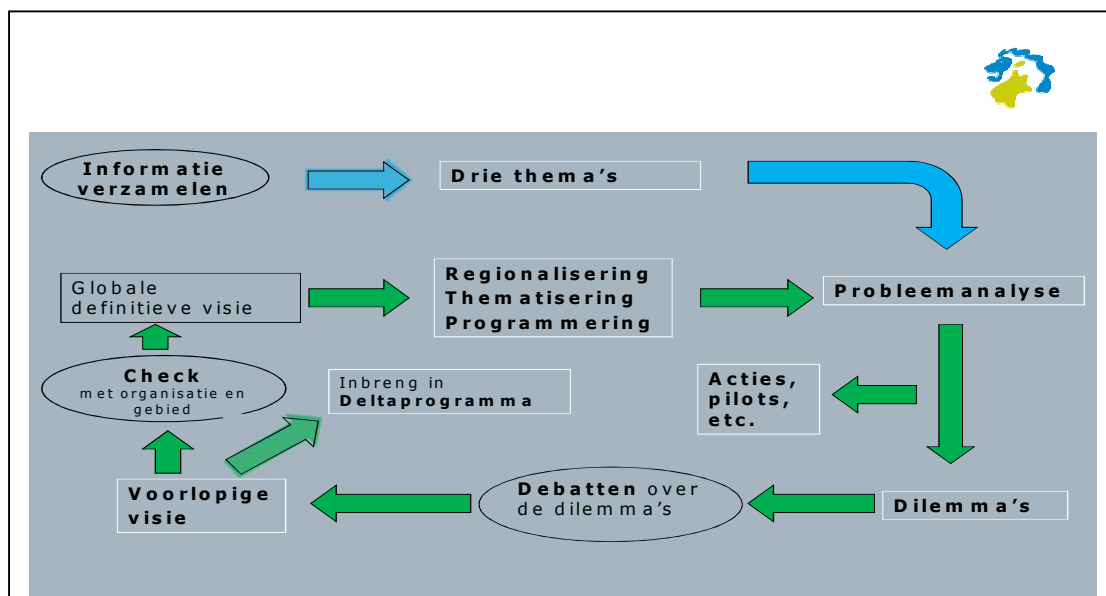 Informatie
verzamelen
Drie thema's
Globale
definitieve visie
Regionalisering
Thematisering
Programmering
Probleemanalyse
Check
met organisatie en
gebied
Inbreng in
Deltaprogramma
Acties,
pilots,
etc.
Voorlopige
visie
Debatten over
de dilemma's
Dilemma's